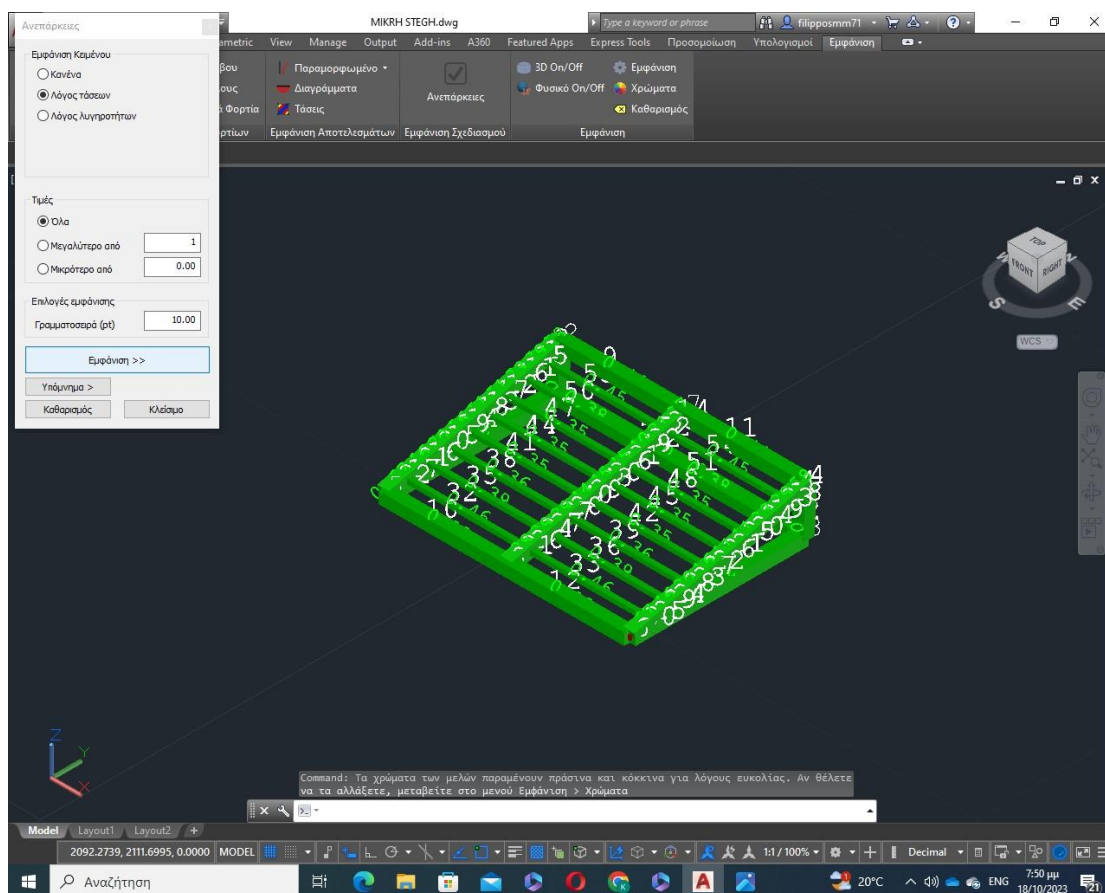 Ανεπάρκειες
MIKRH STEGH.dwg
Type a keyword or phrase
filipposmm71
ametric View Manage Output Add-ins A360 Featured Apps Express Tools Προσομοίωση Υπολογισμοί Εμφάνιση
Εμφάνιση Κειμένου
Κανένα
Λόγος τάσεων
Λόγος λυγηροτήτων
βου
ους
ά Φορτία
ρτίων
Παραμορφωμένο
Διαγράμματα
Τάσεις
Εμφάνιση Αποτελεσμάτων
Ανεπάρκειες
Εμφάνιση Σχεδιασμού
3D On/Off
Φυσικό On/Off
Εμφάνιση
Χρώματα
Καθαρισμός
Εμφάνιση
Τιμές
Όλα
Μεγαλύτερο από 1
Μικρότερο από 0.00
Επιλογές εμφάνισης
Γραμματοσειρά (pt) 10.00
Εμφάνιση >>
Υπόμνημα >
Καθαρισμός Κλείσιμο
TOP
FRONT RIGHT
S E
WCS
Z
Y
X
Command: Τα χρώματα των μελών παραμένουν πράσινα και κόκκινα για λόγους ευκολίας. Αν θέλετε
να τα αλλάξετε, μεταβείτε στο μενού Εμφάνιση > Χρώματα
Model Layout1 Layout2 +
2092.2739, 2111.6995, 0.0000 MODEL 1:1 / 100% Decimal
Αναζήτηση
20°C
ENG
7:50 μμ
18/10/2023